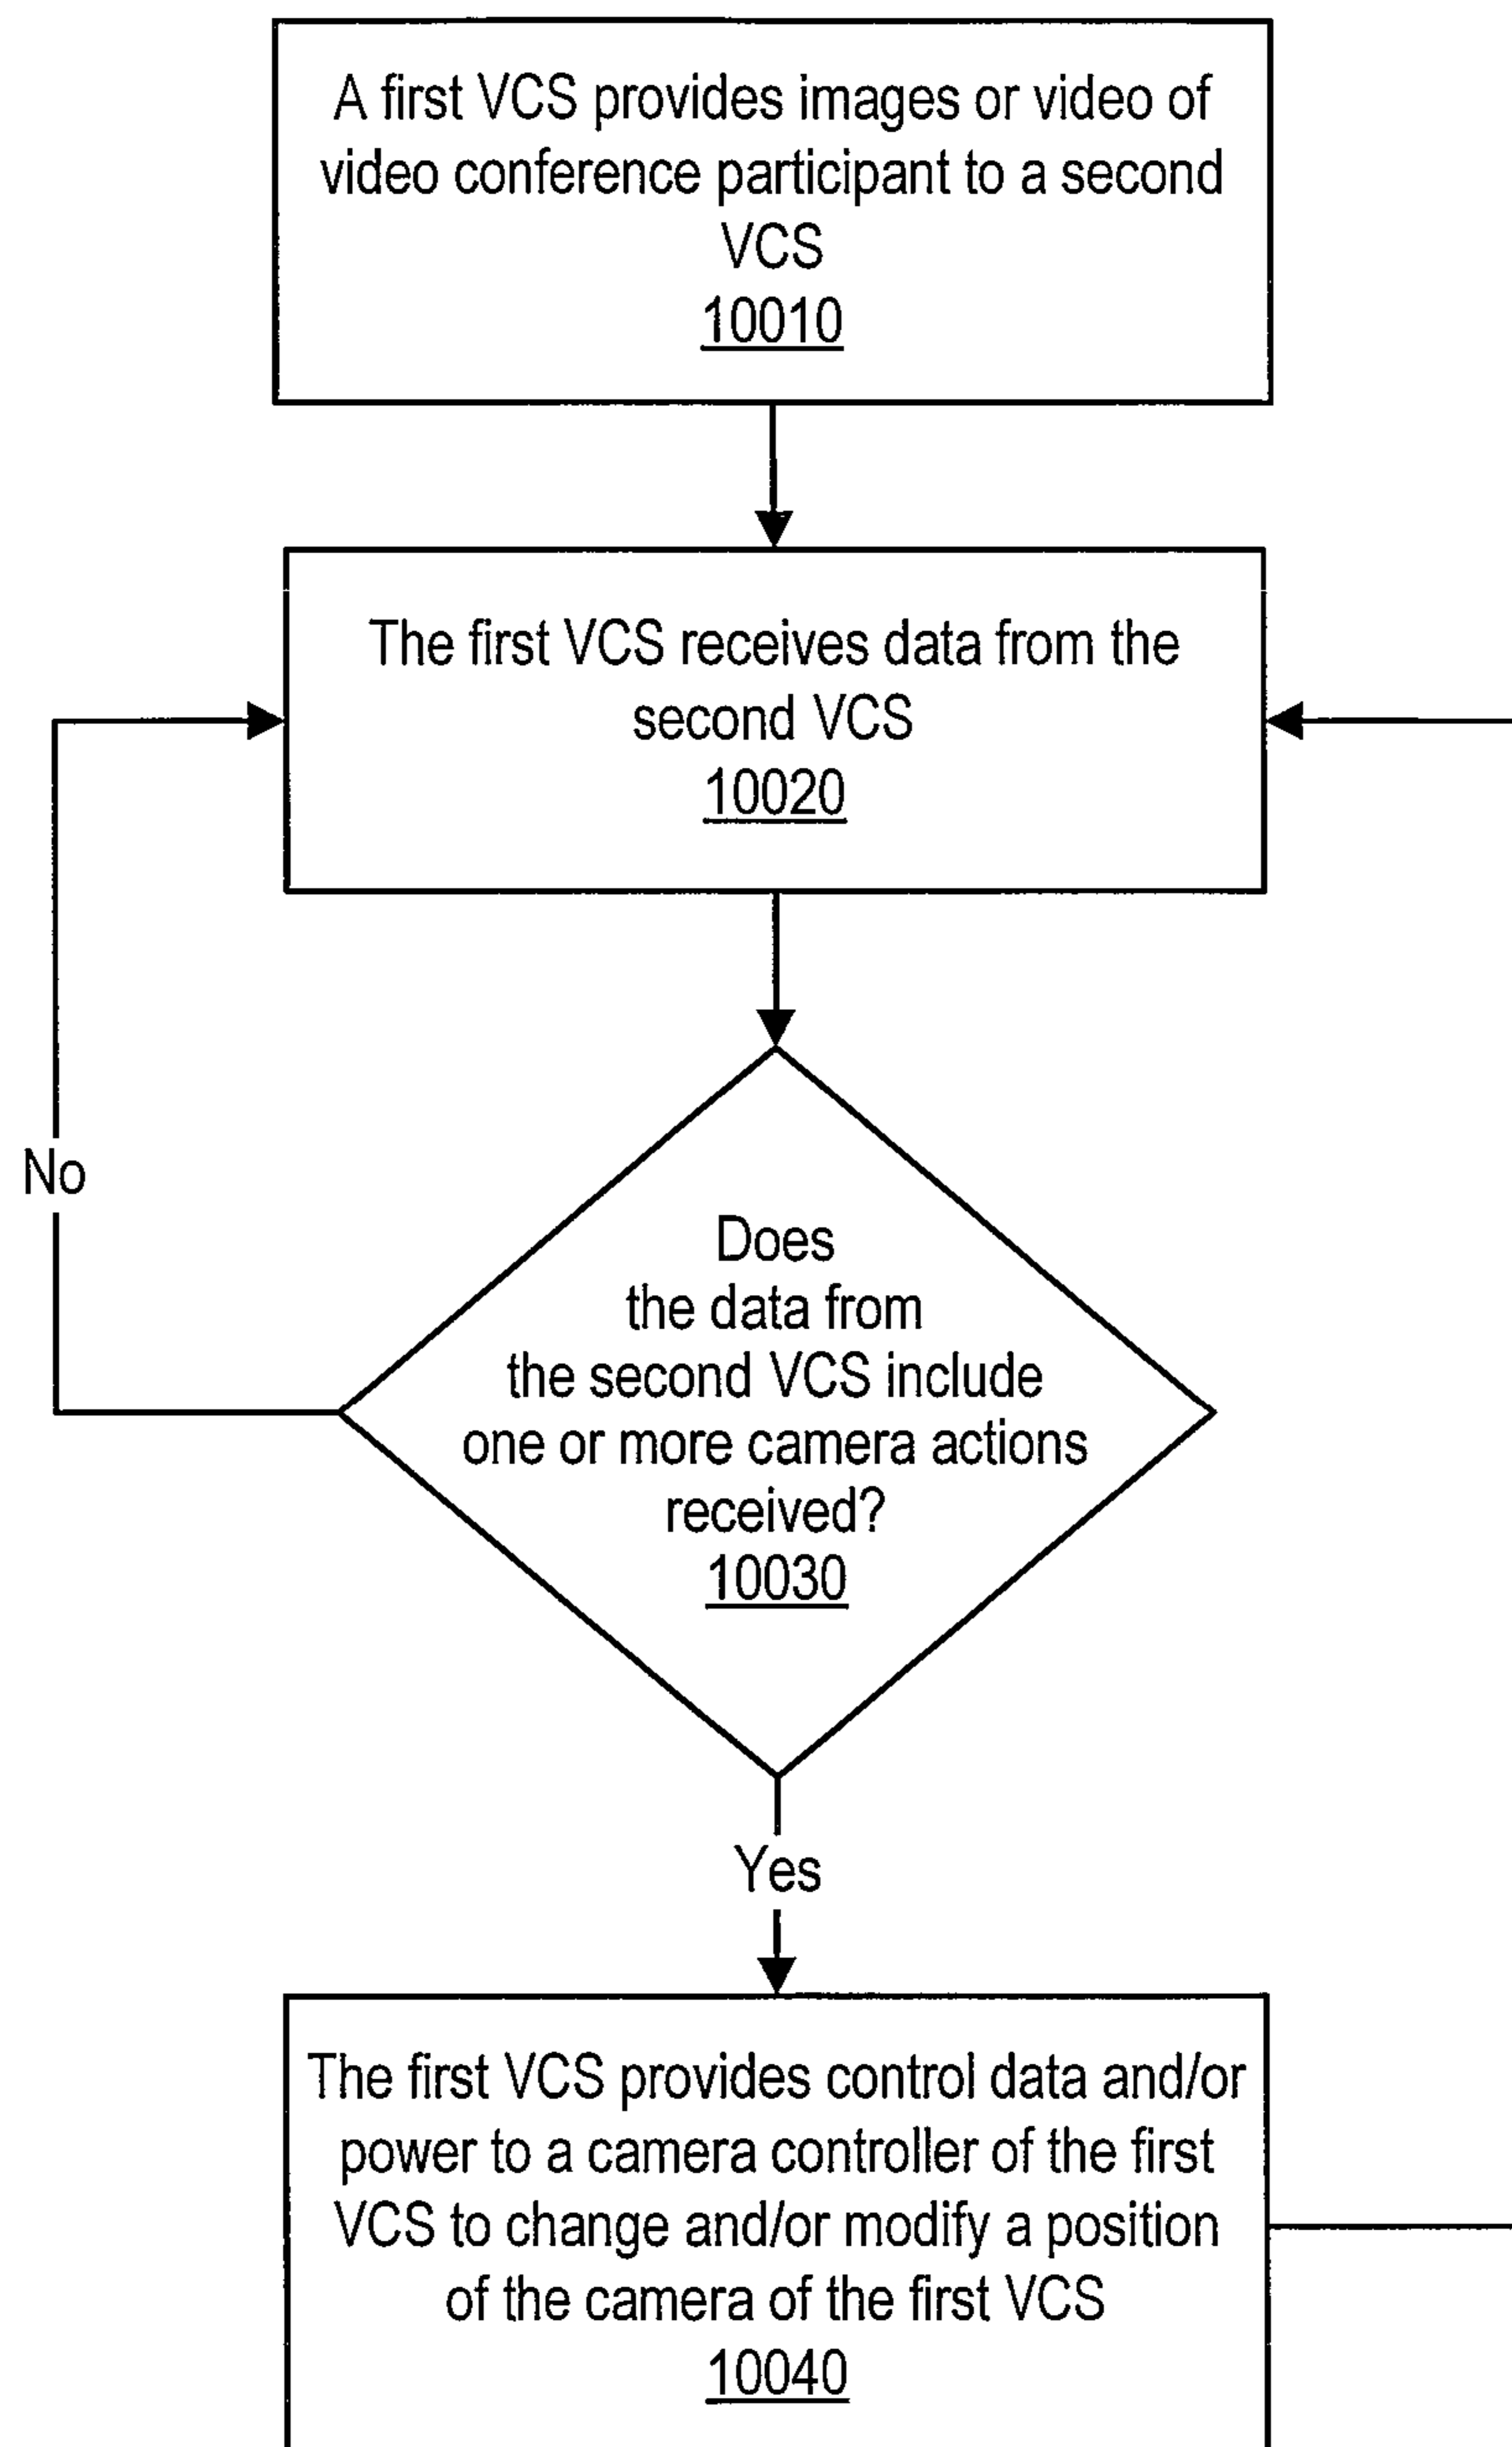 A first VCS provides images or video of
video conference participant to a second
VCS
10010
The first VCS receives data from the
second VCS
10020
No
Does
the data from
the second VCS include
one or more camera actions
received?
10030
Yes
The first VCS provides control data and/or
power to a camera controller of the first
VCS to change and/or modify a position
of the camera of the first VCS
10040